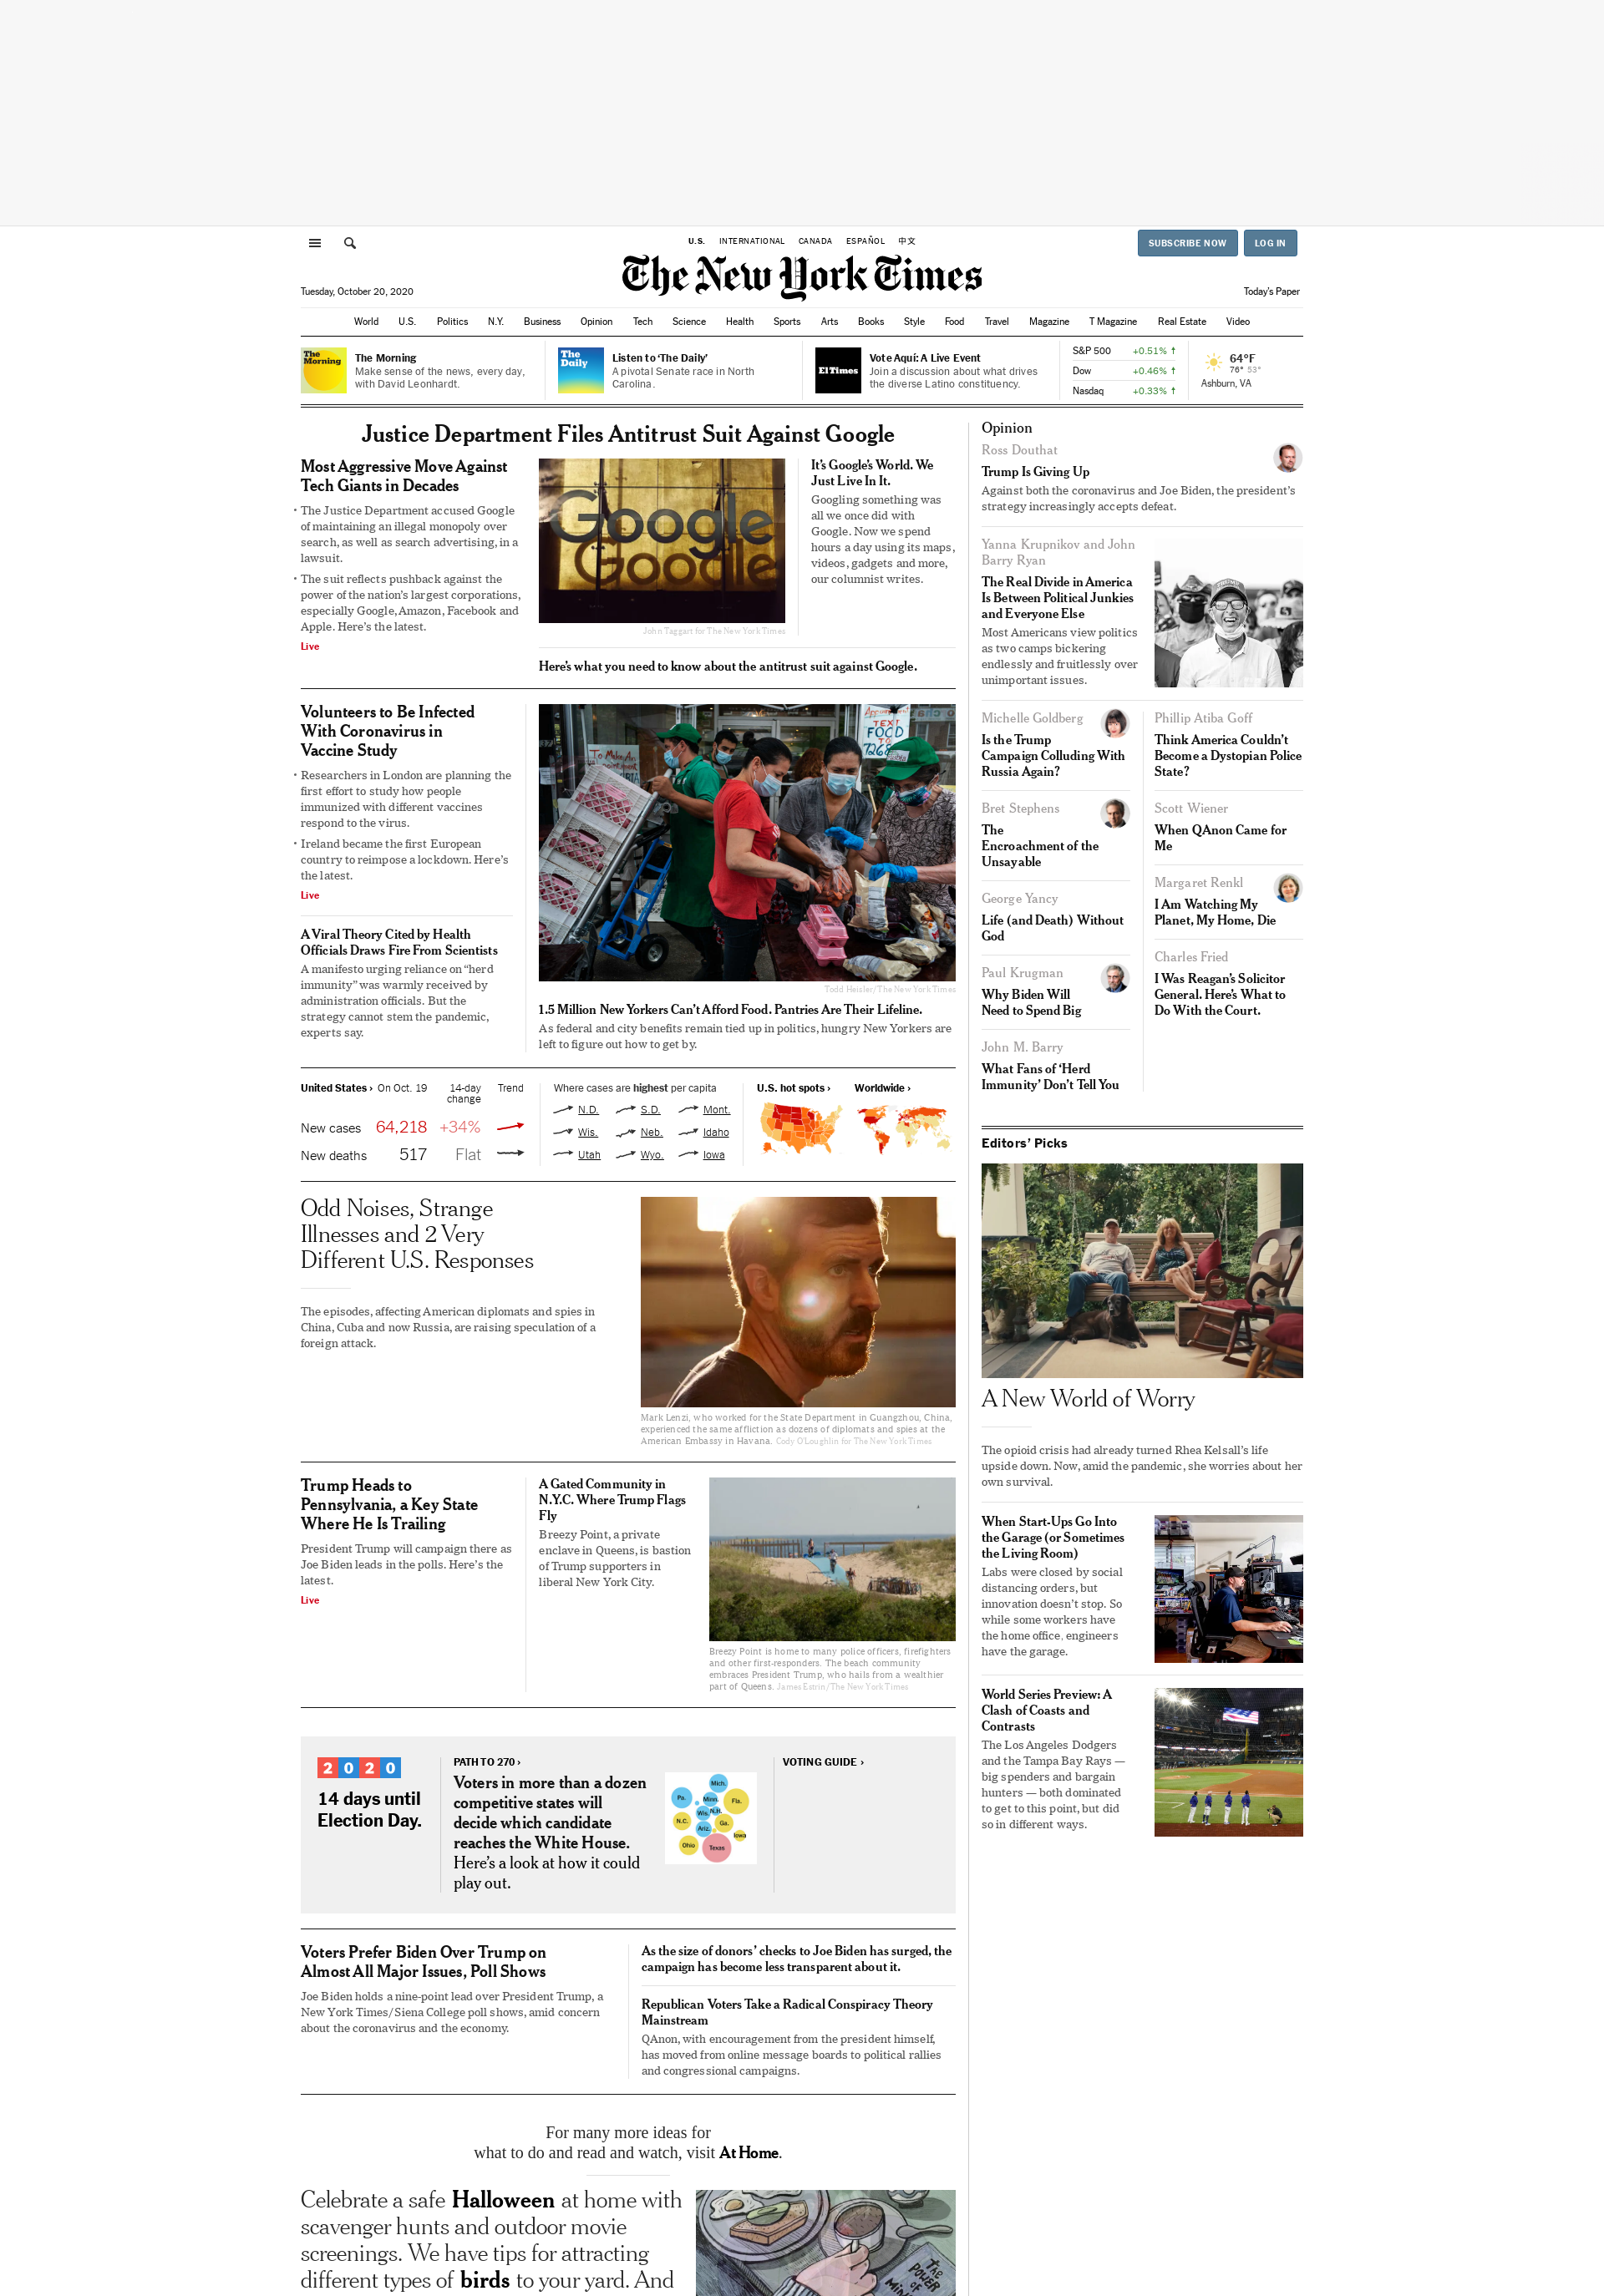 U.S. INTERNATIONAL CANADA ESPAÑOL 中文
SUBSCRIBE NOW LOG IN
The New York Times
Tuesday, October 20, 2020
Today's Paper
World U.S. Politics N.Y. Business Opinion Tech Science Health Sports Arts Books Style Food Travel Magazine T Magazine Real Estate Video
The Morning
The Morning
Make sense of the news, every day,
with David Leonhardt.
The Daily
Listen to ‘The Daily’
A pivotal Senate race in North
Carolina.
El Times
Vote Aquí: A Live Event
Join a discussion about what drives
the diverse Latino constituency.
S&P 500 +0.51% ↑
Dow +0.46% ↑
Nasdaq +0.33% ↑
64°F
76° 53°
Ashburn, VA
Justice Department Files Antitrust Suit Against Google
Most Aggressive Move Against
Tech Giants in Decades
• The Justice Department accused Google
of maintaining an illegal monopoly over
search, as well as search advertising, in a
lawsuit.
• The suit reflects pushback against the
power of the nation’s largest corporations,
especially Google, Amazon, Facebook and
Apple. Here’s the latest.
Live
Google
Google
John Taggart for The New York Times
It’s Google’s World. We
Just Live In It.
Googling something was
all we once did with
Google. Now we spend
hours a day using its maps,
videos, gadgets and more,
our columnist writes.
Here’s what you need to know about the antitrust suit against Google.
Volunteers to Be Infected
With Coronavirus in
Vaccine Study
• Researchers in London are planning the
first effort to study how people
immunized with different vaccines
respond to the virus.
• Ireland became the first European
country to reimpose a lockdown. Here’s
the latest.
Live
A Viral Theory Cited by Health
Officials Draws Fire From Scientists
A manifesto urging reliance on “herd
immunity” was warmly received by
administration officials. But the
strategy cannot stem the pandemic,
experts say.
To Make An
TEXT
FOOD
TO
Todd Heisler/The New York Times
1.5 Million New Yorkers Can’t Afford Food. Pantries Are Their Lifeline.
As federal and city benefits remain tied up in politics, hungry New Yorkers are
left to figure out how to get by.
United States › On Oct. 19 14-day Trend
change
New cases 64,218 +34%
New deaths 517 Flat
Where cases are highest per capita
N.D. S.D. Mont.
Wis. Neb. Idaho
Utah Wyo. Iowa
U.S. hot spots › Worldwide ›
Odd Noises, Strange
Illnesses and 2 Very
Different U.S. Responses
The episodes, affecting American diplomats and spies in
China, Cuba and now Russia, are raising speculation of a
foreign attack.
Mark Lenzi, who worked for the State Department in Guangzhou, China,
experienced the same affliction as dozens of diplomats and spies at the
American Embassy in Havana. Cody O’Loughlin for The New York Times
Trump Heads to
Pennsylvania, a Key State
Where He Is Trailing
President Trump will campaign there as
Joe Biden leads in the polls. Here’s the
latest.
Live
A Gated Community in
N.Y.C. Where Trump Flags
Fly
Breezy Point, a private
enclave in Queens, is bastion
of Trump supporters in
liberal New York City.
Breezy Point is home to many police officers, firefighters
and other first-responders. The beach community
embraces President Trump, who hails from a wealthier
part of Queens. James Estrin/The New York Times
2020
14 days until
Election Day.
PATH TO 270 ›
Voters in more than a dozen
competitive states will
decide which candidate
reaches the White House.
Here’s a look at how it could
play out.
Mich.
Pa. Minn. Fla.
Wis. N.H.
N.C. Ga.
Ariz. Iowa
Ohio Texas
VOTING GUIDE ›
Voters Prefer Biden Over Trump on
Almost All Major Issues, Poll Shows
Joe Biden holds a nine-point lead over President Trump, a
New York Times/Siena College poll shows, amid concern
about the coronavirus and the economy.
As the size of donors’ checks to Joe Biden has surged, the
campaign has become less transparent about it.
Republican Voters Take a Radical Conspiracy Theory
Mainstream
QAnon, with encouragement from the president himself,
has moved from online message boards to political rallies
and congressional campaigns.
For many more ideas for
what to do and read and watch, visit At Home.
Celebrate a safe Halloween at home with
scavenger hunts and outdoor movie
screenings. We have tips for attracting
different types of birds to your yard. And
THE POWER OF
Opinion
Ross Douthat
Trump Is Giving Up
Against both the coronavirus and Joe Biden, the president’s
strategy increasingly accepts defeat.
Yanna Krupnikov and John
Barry Ryan
The Real Divide in America
Is Between Political Junkies
and Everyone Else
Most Americans view politics
as two camps bickering
endlessly and fruitlessly over
unimportant issues.
Michelle Goldberg
Is the Trump
Campaign Colluding With
Russia Again?
Bret Stephens
The
Encroachment of the
Unsayable
George Yancy
Life (and Death) Without
God
Paul Krugman
Why Biden Will
Need to Spend Big
John M. Barry
What Fans of ‘Herd
Immunity’ Don’t Tell You
Phillip Atiba Goff
Think America Couldn’t
Become a Dystopian Police
State?
Scott Wiener
When QAnon Came for
Me
Margaret Renkl
I Am Watching My
Planet, My Home, Die
Charles Fried
I Was Reagan’s Solicitor
General. Here’s What to
Do With the Court.
Editors’ Picks
A New World of Worry
The opioid crisis had already turned Rhea Kelsall’s life
upside down. Now, amid the pandemic, she worries about her
own survival.
When Start-Ups Go Into
the Garage (or Sometimes
the Living Room)
Labs were closed by social
distancing orders, but
innovation doesn’t stop. So
while some workers have
the home office, engineers
have the garage.
World Series Preview: A
Clash of Coasts and
Contrasts
The Los Angeles Dodgers
and the Tampa Bay Rays —
big spenders and bargain
hunters — both dominated
to get to this point, but did
so in different ways.